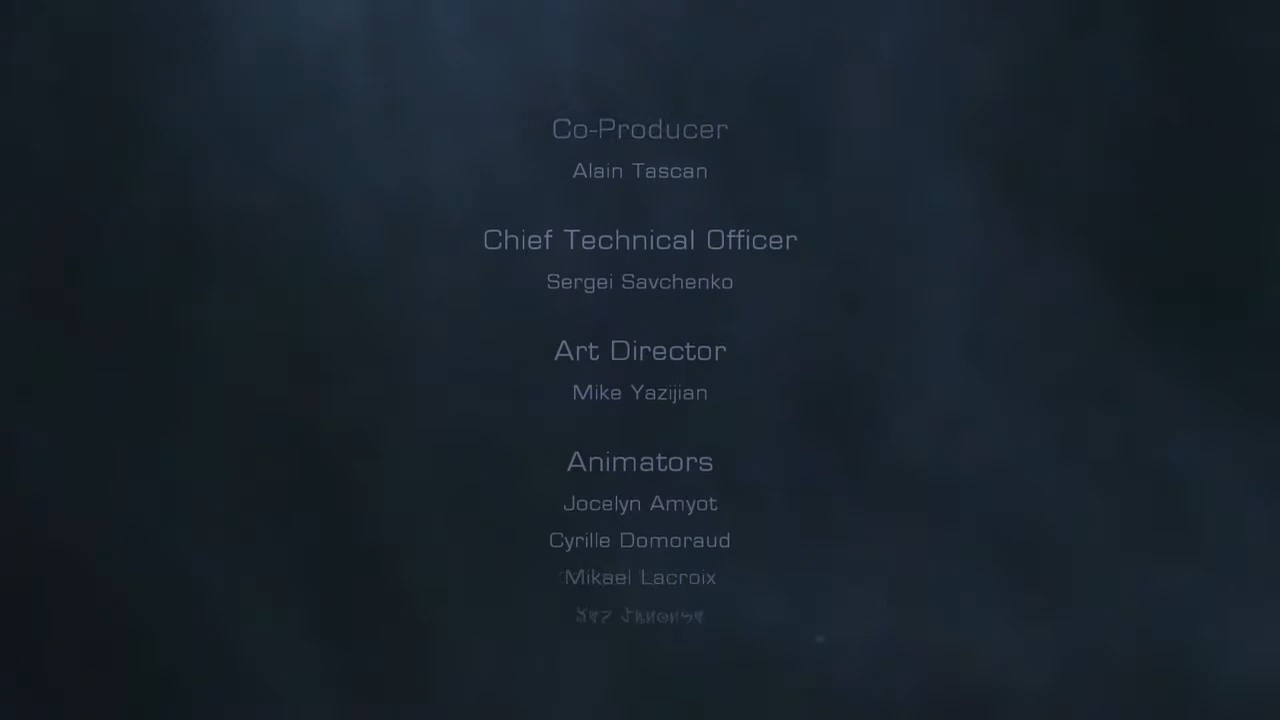 Co-Producer
Alain Tascan
Chief Technical Officer
Sergei Savchenko
Art Director
Mike Yazijian
Animators
Jocelyn Amyot
Cyrille Domoraud
Mikael Lacroix